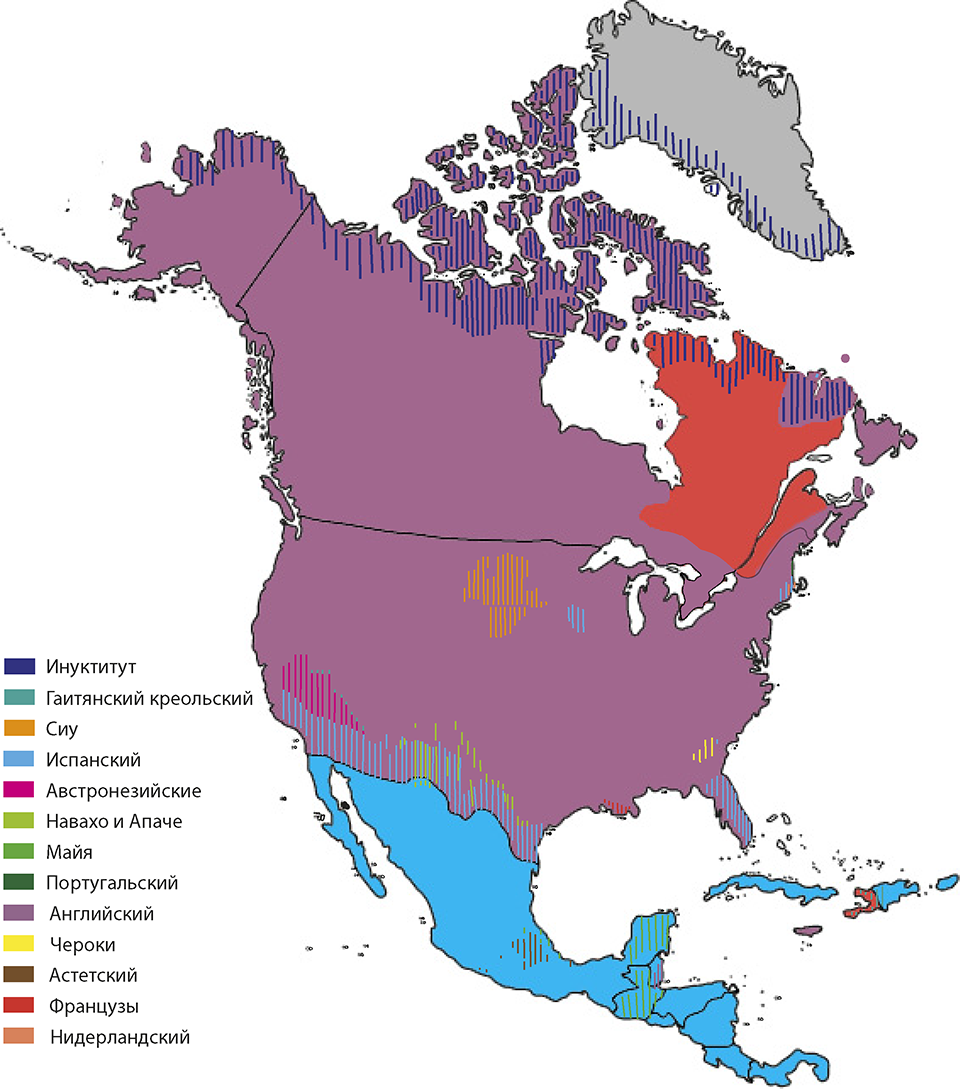 Инуктитут
Гаитянский креольский
Сиу
Испанский
Австронезийские
Навахо и Апаче
Майя
Португальский
Английский
Чероки
Астетский
Французы
Нидерландский